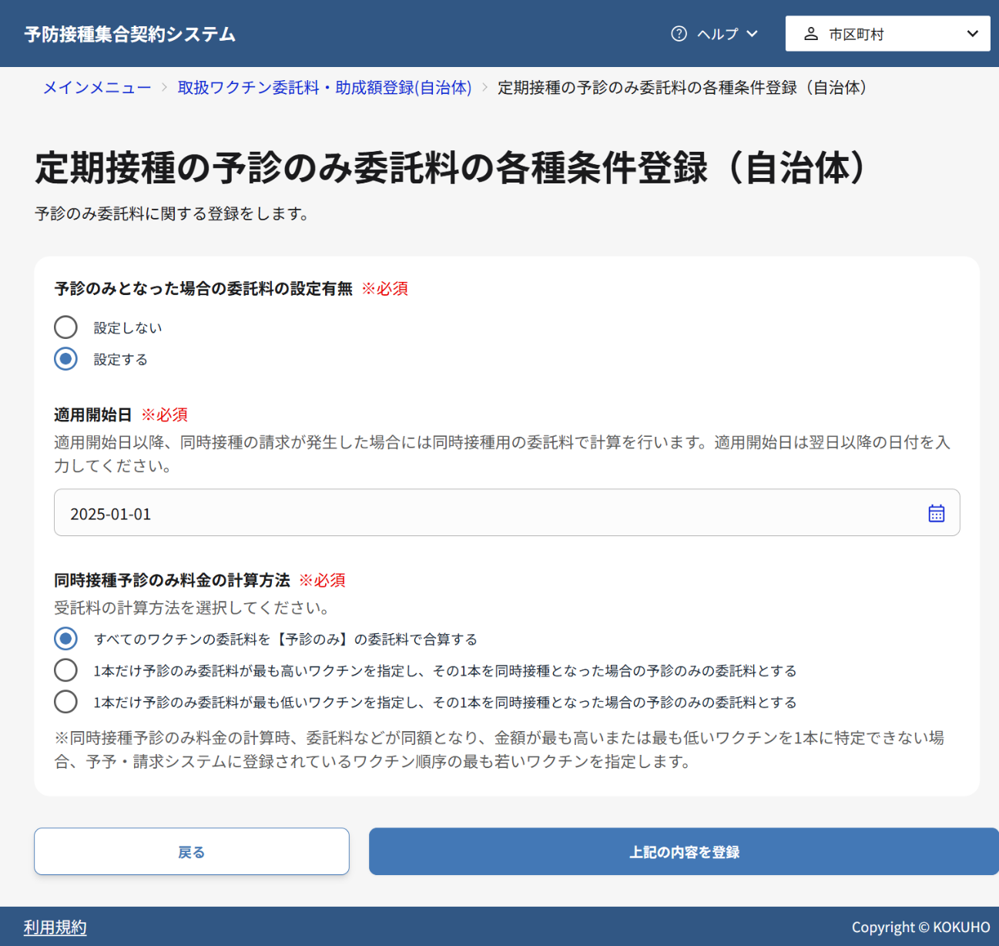 予防接種集合契約システム
ヘルプ
市区町村
メインメニュー > 取扱ワクチン委託料・助成額登録(自治体) > 定期接種の予診のみ委託料の各種条件登録（自治体）
定期接種の予診のみ委託料の各種条件登録（自治体）
予診のみ委託料に関する登録をします。
予診のみとなった場合の委託料の設定有無 ※必須
設定しない
設定する
適用開始日 ※必須
適用開始日以降、同時接種の請求が発生した場合には同時接種用の委託料で計算を行います。適用開始日は翌日以降の日付を入
力してください。
2025-01-01
同時接種予診のみ料金の計算方法 ※必須
受託料の計算方法を選択してください。
すべてのワクチンの委託料を【予診のみ】の委託料で合算する
1本だけ予診のみ委託料が最も高いワクチンを指定し、その1本を同時接種となった場合の予診のみの委託料とする
1本だけ予診のみ委託料が最も低いワクチンを指定し、その1本を同時接種となった場合の予診のみの委託料とする
※同時接種予診のみ料金の計算時、委託料などが同額となり、金額が最も高いまたは最も低いワクチンを1本に特定できない場
合、予予・請求システムに登録されているワクチン順序の最も若いワクチンを指定します。
戻る
上記の内容を登録
利用規約
Copyright © KOKUHO